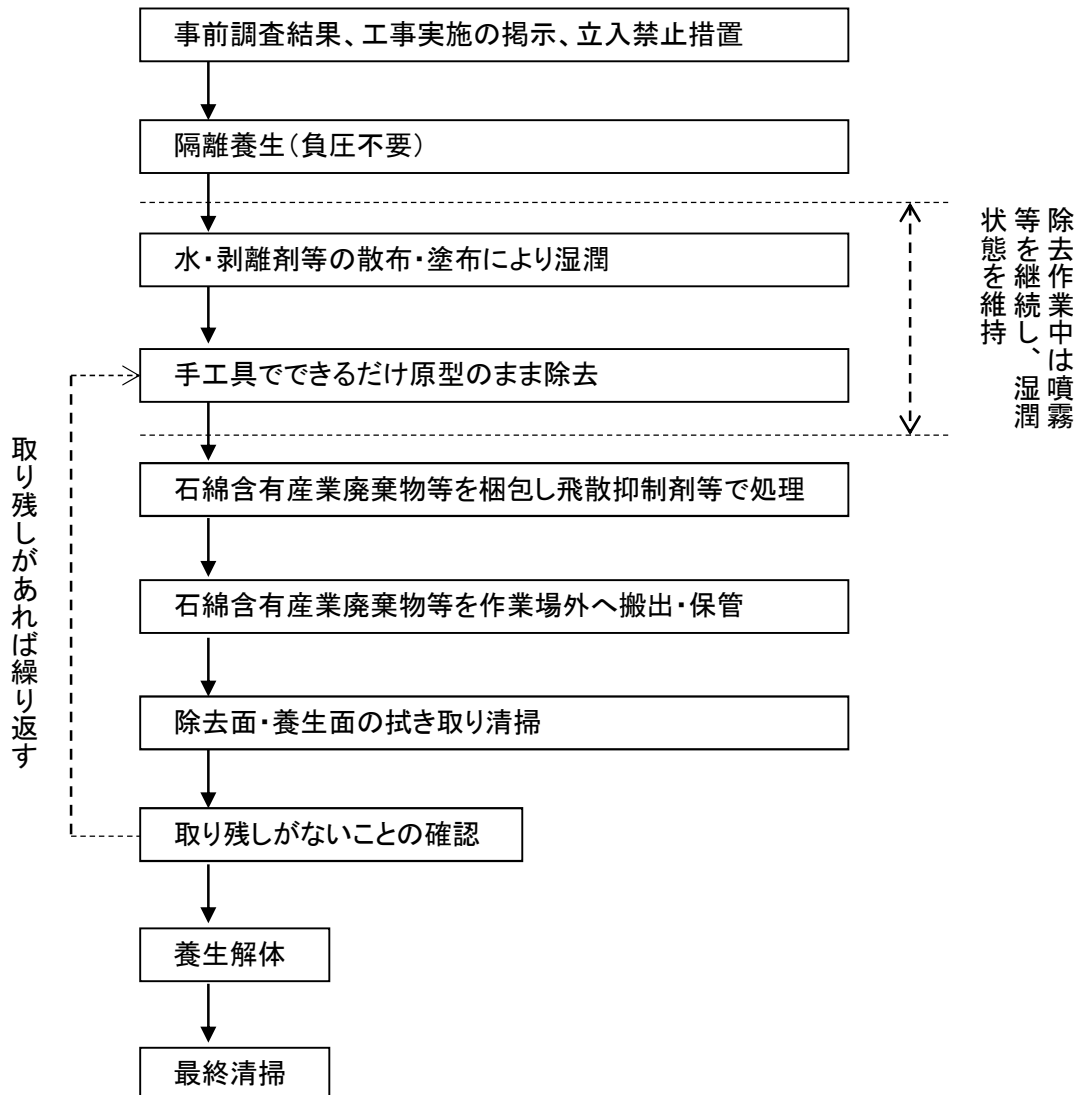 事前調査結果、工事実施の掲示、立入禁止措置
隔離養生(負圧不要)
水・剥離剤等の散布・塗布により湿潤
手工具でできるだけ原型のまま除去
石綿含有産業廃棄物等を梱包し飛散抑制剤等で処理
石綿含有産業廃棄物等を作業場外へ搬出・保管
除去面・養生面の拭き取り清掃
取り残しがないことの確認
養生解体
最終清掃
除去作業中は噴霧
等を継続し、湿潤
状態を維持
取り残しがあれば繰り返す